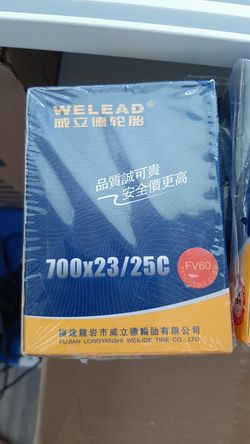 WELEAD®
威立德轮胎
品質誠可貴
安全價更高
700x23/25C
FV60
福建龍岩市威立德輪胎有限公司
FUJIAN LONGYANSHI WEILIDE TIRE CO., LTD